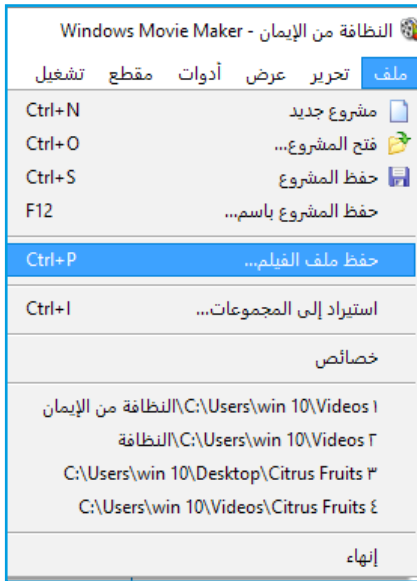 النظافة من الإيمان - Windows Movie Maker
ملف تحرير عرض أدوات مقطع تشغيل
مشروع جديد Ctrl+N
فتح المشروع... Ctrl+O
حفظ المشروع Ctrl+S
حفظ المشروع باسم... F12
حفظ ملف الفيلم... Ctrl+P
استيراد إلى المجموعات... Ctrl+I
خصائص
١ C:\Users\win 10\Videos\النظافة من الإيمان
٢ C:\Users\win 10\Videos\النظافة
٣ C:\Users\win 10\Desktop\Citrus Fruits
٤ C:\Users\win 10\Videos\Citrus Fruits
إنهاء